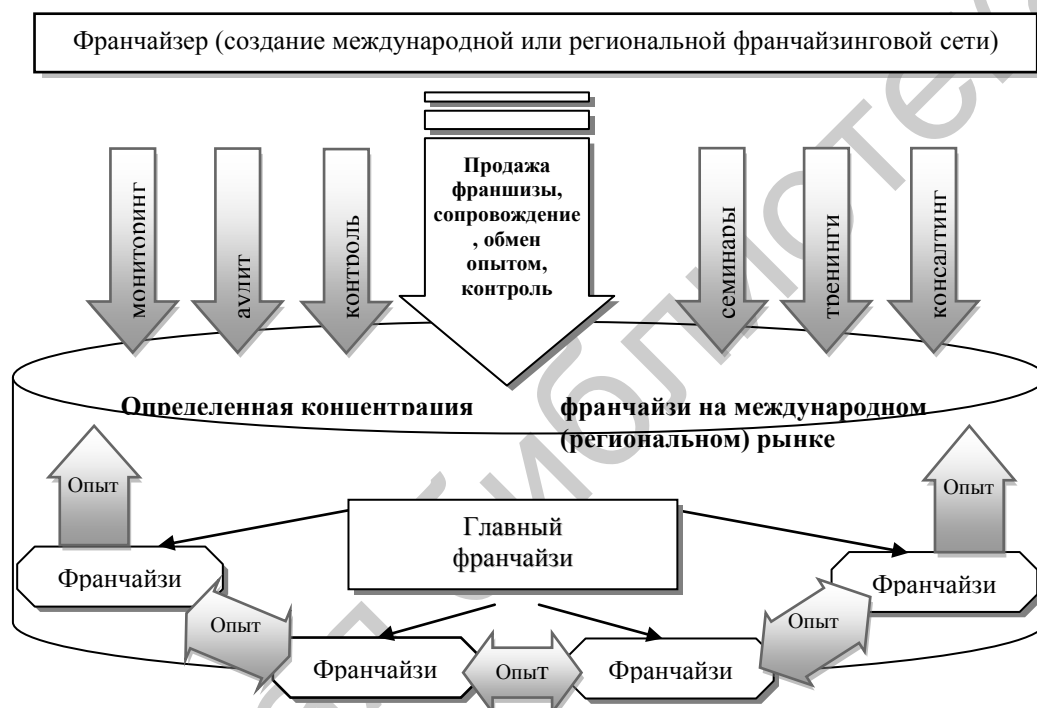 Франчайзер (создание международной или региональной франчайзинговой сети)
мониторинг
аудит
контроль
Продажа
франшизы,
сопровождение
, обмен
опытом,
контроль
семинары
тренинги
консалтинг
Определенная концентрация
франчайзи на международном
(региональном) рынке
Опыт
Опыт
Главный
франчайзи
Франчайзи
Франчайзи
Опыт
Опыт
Франчайзи
Опыт
Франчайзи